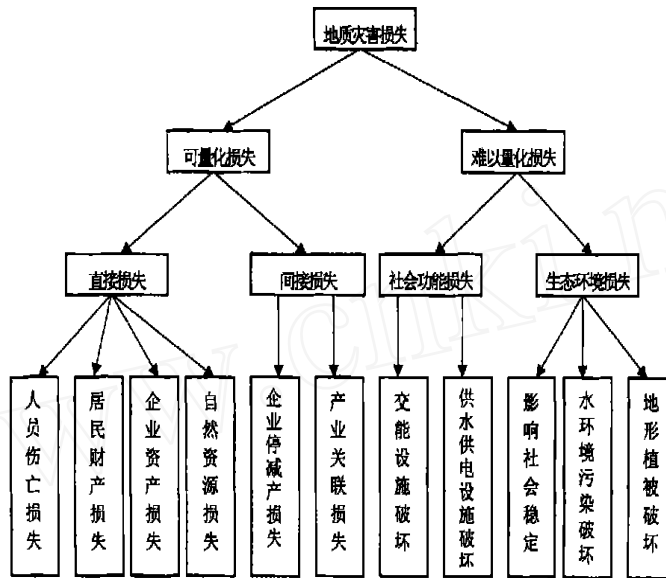 地质灾害损失
可量化损失
难以量化损失
直接损失
间接损失
社会功能损失
生态环境损失
人员伤亡损失
居民财产损失
企业资产损失
自然资源损失
企业停减产损失
产业关联损失
交能设施破坏
供水供电设施破坏
影响社会稳定
水环境污染破坏
地形植被破坏